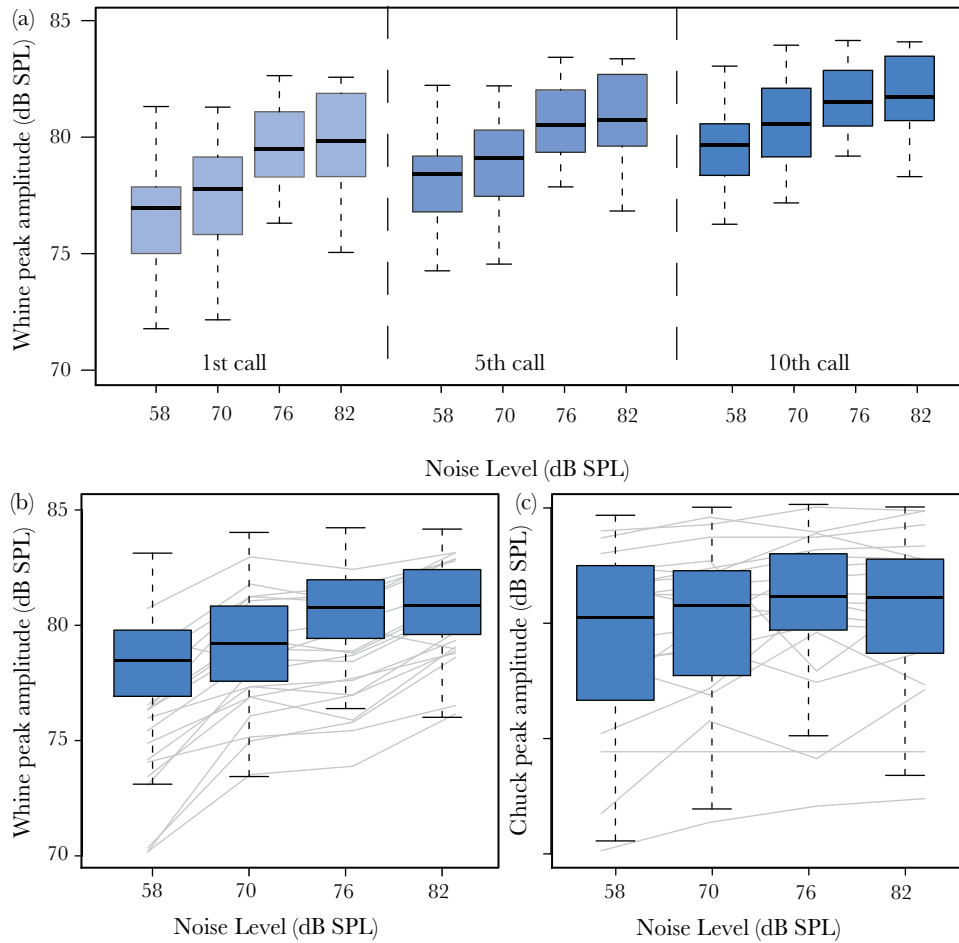 (a)
Whine peak amplitude (dB SPL)
85
80
75
70
1st call
5th call
10th call
58 70 76 82 58 70 76 82 58 70 76 82
Noise Level (dB SPL)
(b)
Whine peak amplitude (dB SPL)
85
80
75
70
58 70 76 82
Noise Level (dB SPL)
(c)
Chuck peak amplitude (dB SPL)
58 70 76 82
Noise Level (dB SPL)